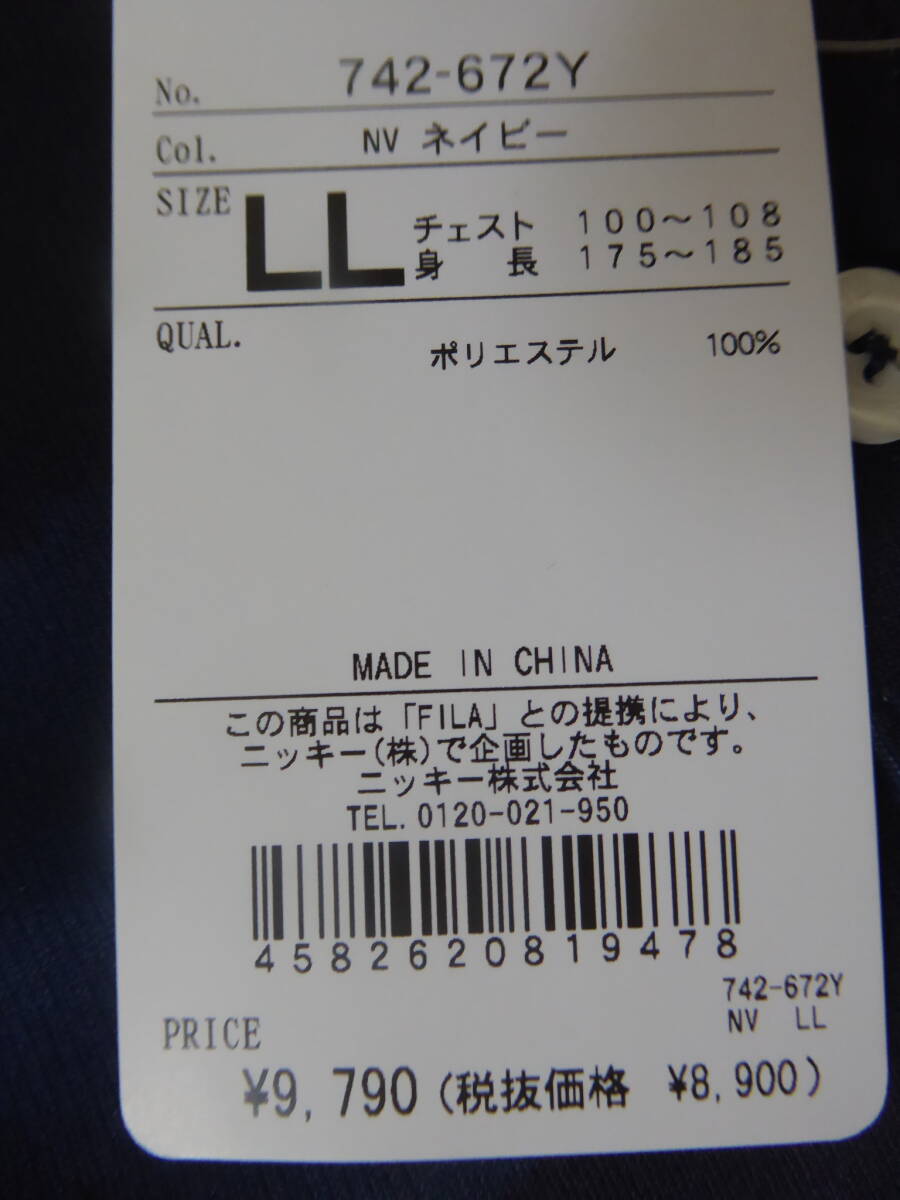 No. 742-672Y
Col. NV ネイビー
SIZE LL チェスト 100～108
身 長 175～185
QUAL. ポリエステル 100%
MADE IN CHINA
この商品は「FILA」との提携により、
ニッキー(株)で企画したものです。
ニッキー株式会社
TEL. 0120-021-950
4582620819478
742-672Y
NV LL
PRICE
¥9,790 (税抜価格 ¥8,900)